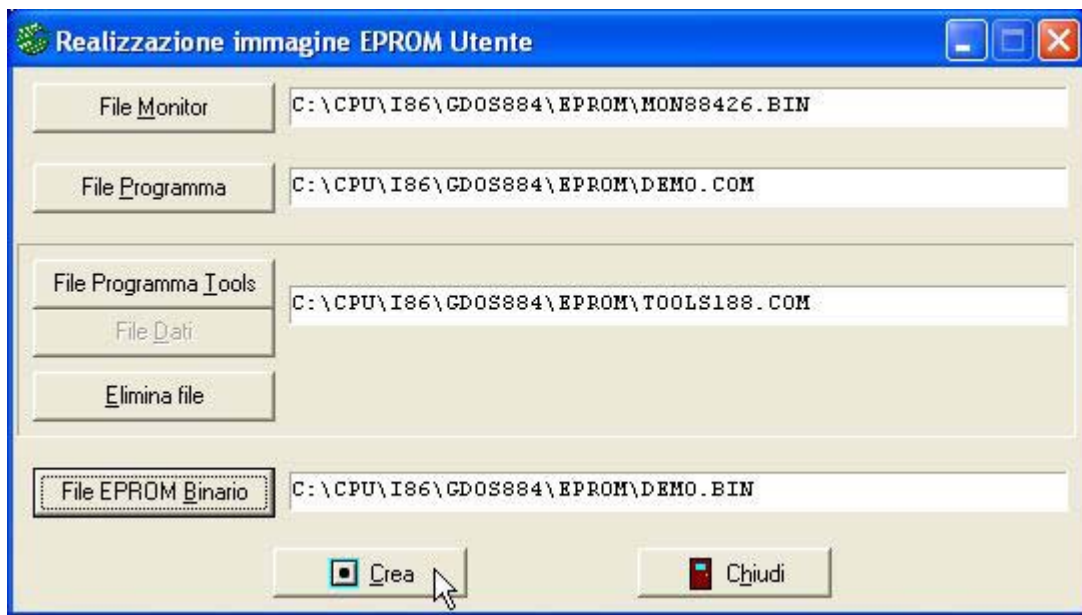 Realizzazione immagine EPROM Utente
File Monitor
C:\CPU\I86\GDOS884\EPROM\MON88426.BIN
File Programma
C:\CPU\I86\GDOS884\EPROM\DEMO.COM
File Programma Tools
C:\CPU\I86\GDOS884\EPROM\TOOLS188.COM
File Dati
Elimina file
File EPROM Binario
C:\CPU\I86\GDOS884\EPROM\DEMO.BIN
Crea
Chiudi